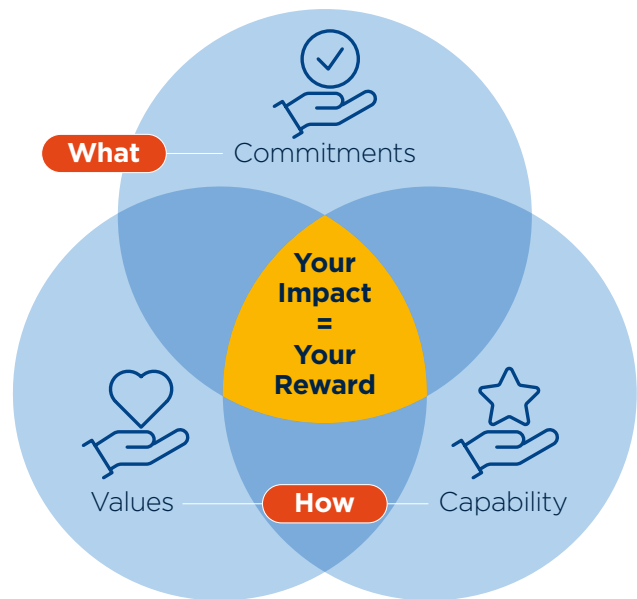 What
Commitments
Your
Impact
=
Your
Reward
Values
How
Capability